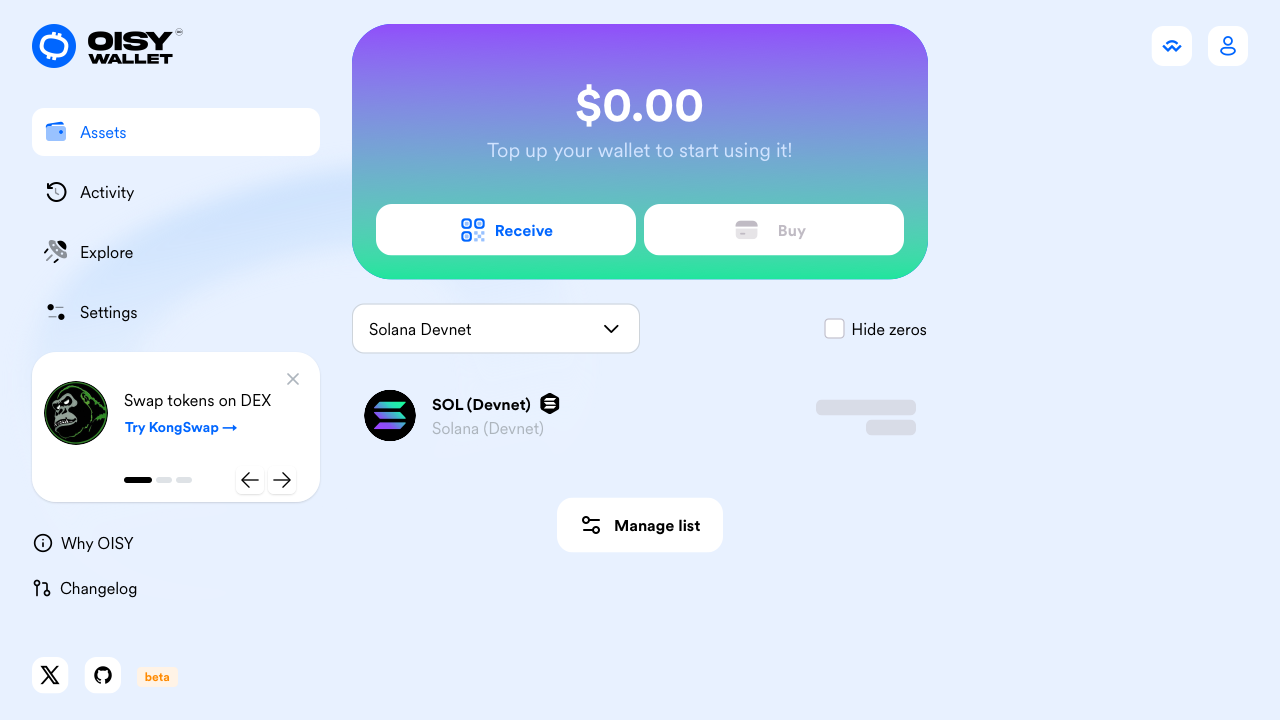 OISY
WALLET
Assets
Activity
Explore
Settings
Swap tokens on DEX
Try KongSwap →
Why OISY
Changelog
beta
$0.00
Top up your wallet to start using it!
Receive
Buy
Solana Devnet
Hide zeros
SOL (Devnet)
Solana (Devnet)
Manage list